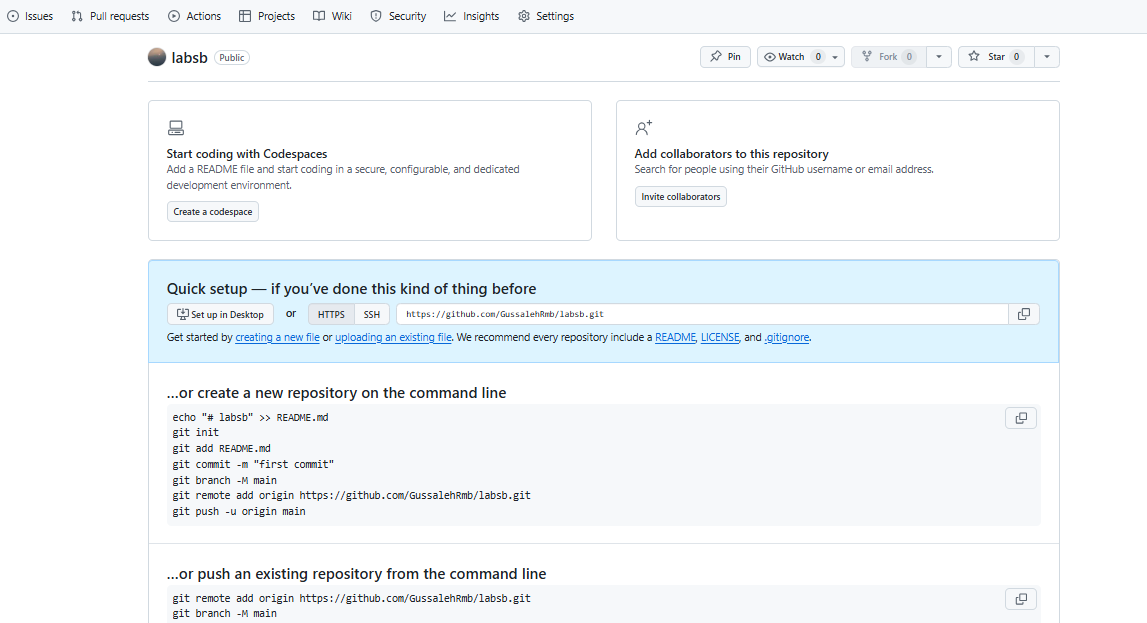 Issues Pull requests Actions Projects Wiki Security Insights Settings
labsb Public Pin Watch 0 Fork 0 Star 0
Start coding with Codespaces
Add a README file and start coding in a secure, configurable, and dedicated
development environment.
Create a codespace
Add collaborators to this repository
Search for people using their GitHub username or email address.
Invite collaborators
Quick setup — if you’ve done this kind of thing before
Set up in Desktop or HTTPS SSH https://github.com/GussalehRmb/labsb.git
Get started by creating a new file or uploading an existing file. We recommend every repository include a README, LICENSE, and .gitignore.
…or create a new repository on the command line
echo "# labsb" >> README.md
git init
git add README.md
git commit -m "first commit"
git branch -M main
git remote add origin https://github.com/GussalehRmb/labsb.git
git push -u origin main
…or push an existing repository from the command line
git remote add origin https://github.com/GussalehRmb/labsb.git
git branch -M main